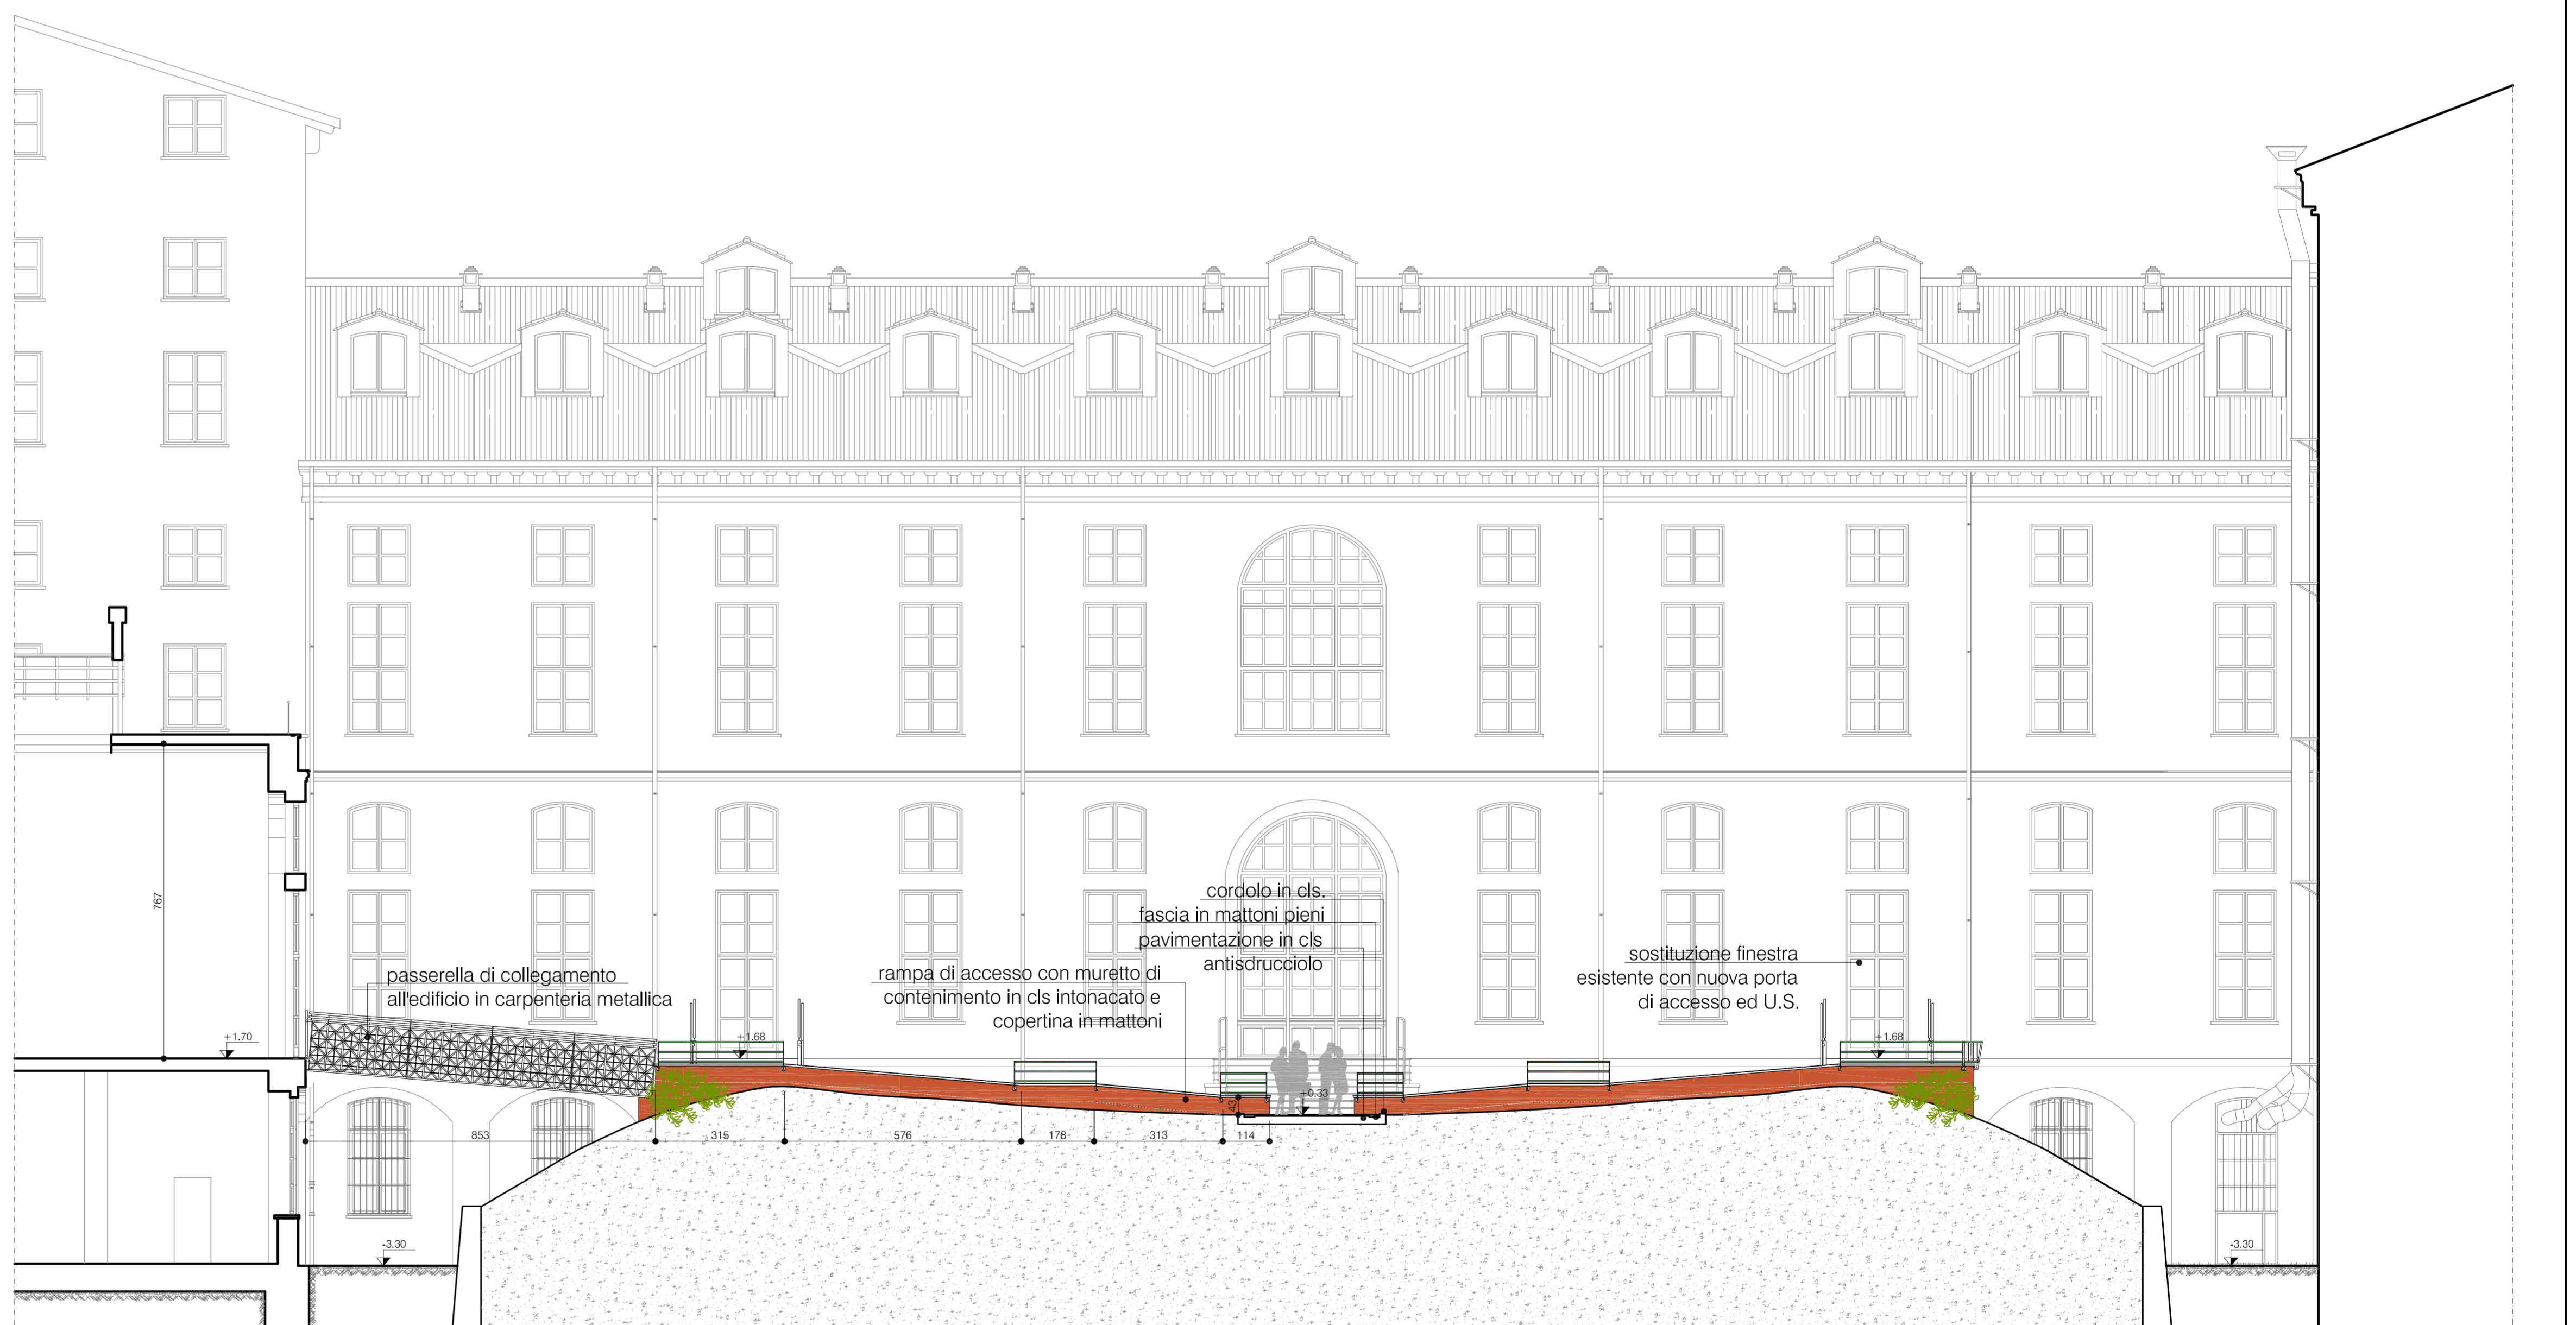 767
cordolo in cls.
fascia in mattoni pieni
pavimentazione in cls
antisdrucciolo
sostituzione finestra
esistente con nuova porta
di accesso ed U.S.
passerella di collegamento
all'edificio in carpenteria metallica
rampa di accesso con muretto di
contenimento in cls intonacato e
copertina in mattoni
+1.70
+1.68
+1.68
+0.33
43
853
315
576
178
313
114
-3.30
-3.30